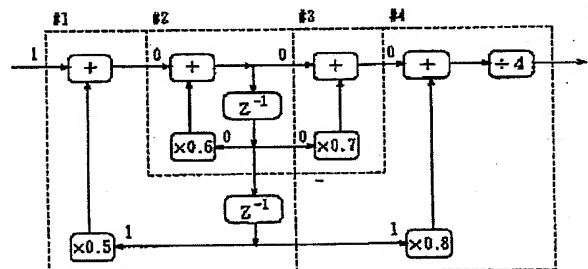 #1 #2 #3 #4
1 + 0 + 0 + 0 + ÷4
Z⁻¹
×0.6 0 0 ×0.7
Z⁻¹
×0.5 1 1 ×0.8